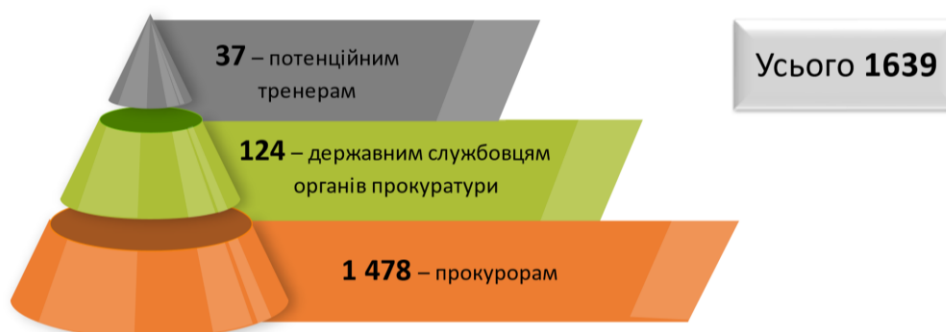 37 – потенційним
тренерам
Усього 1639
124 – державним службовцям
органів прокуратури
1 478 – прокурорам